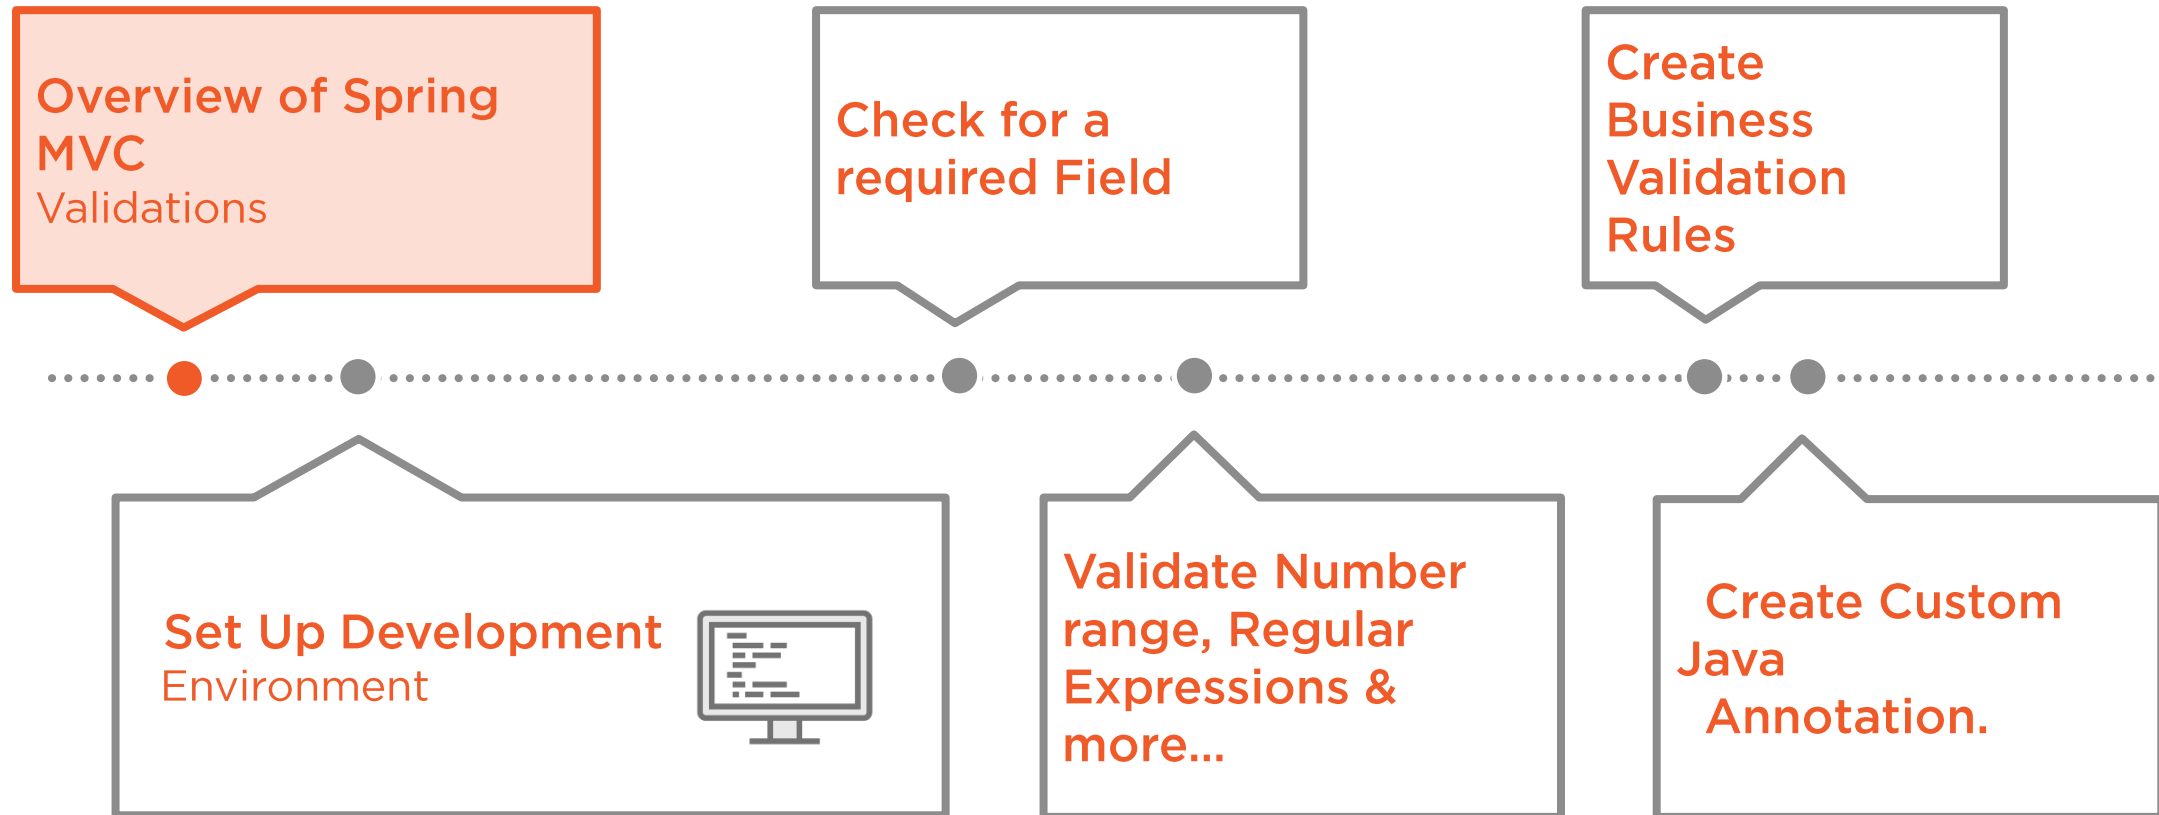 Overview of Spring
MVC
Validations
Check for a
required Field
Create
Business
Validation
Rules
Set Up Development
Environment
Validate Number
range, Regular
Expressions &
more...
Create Custom
Java
Annotation.